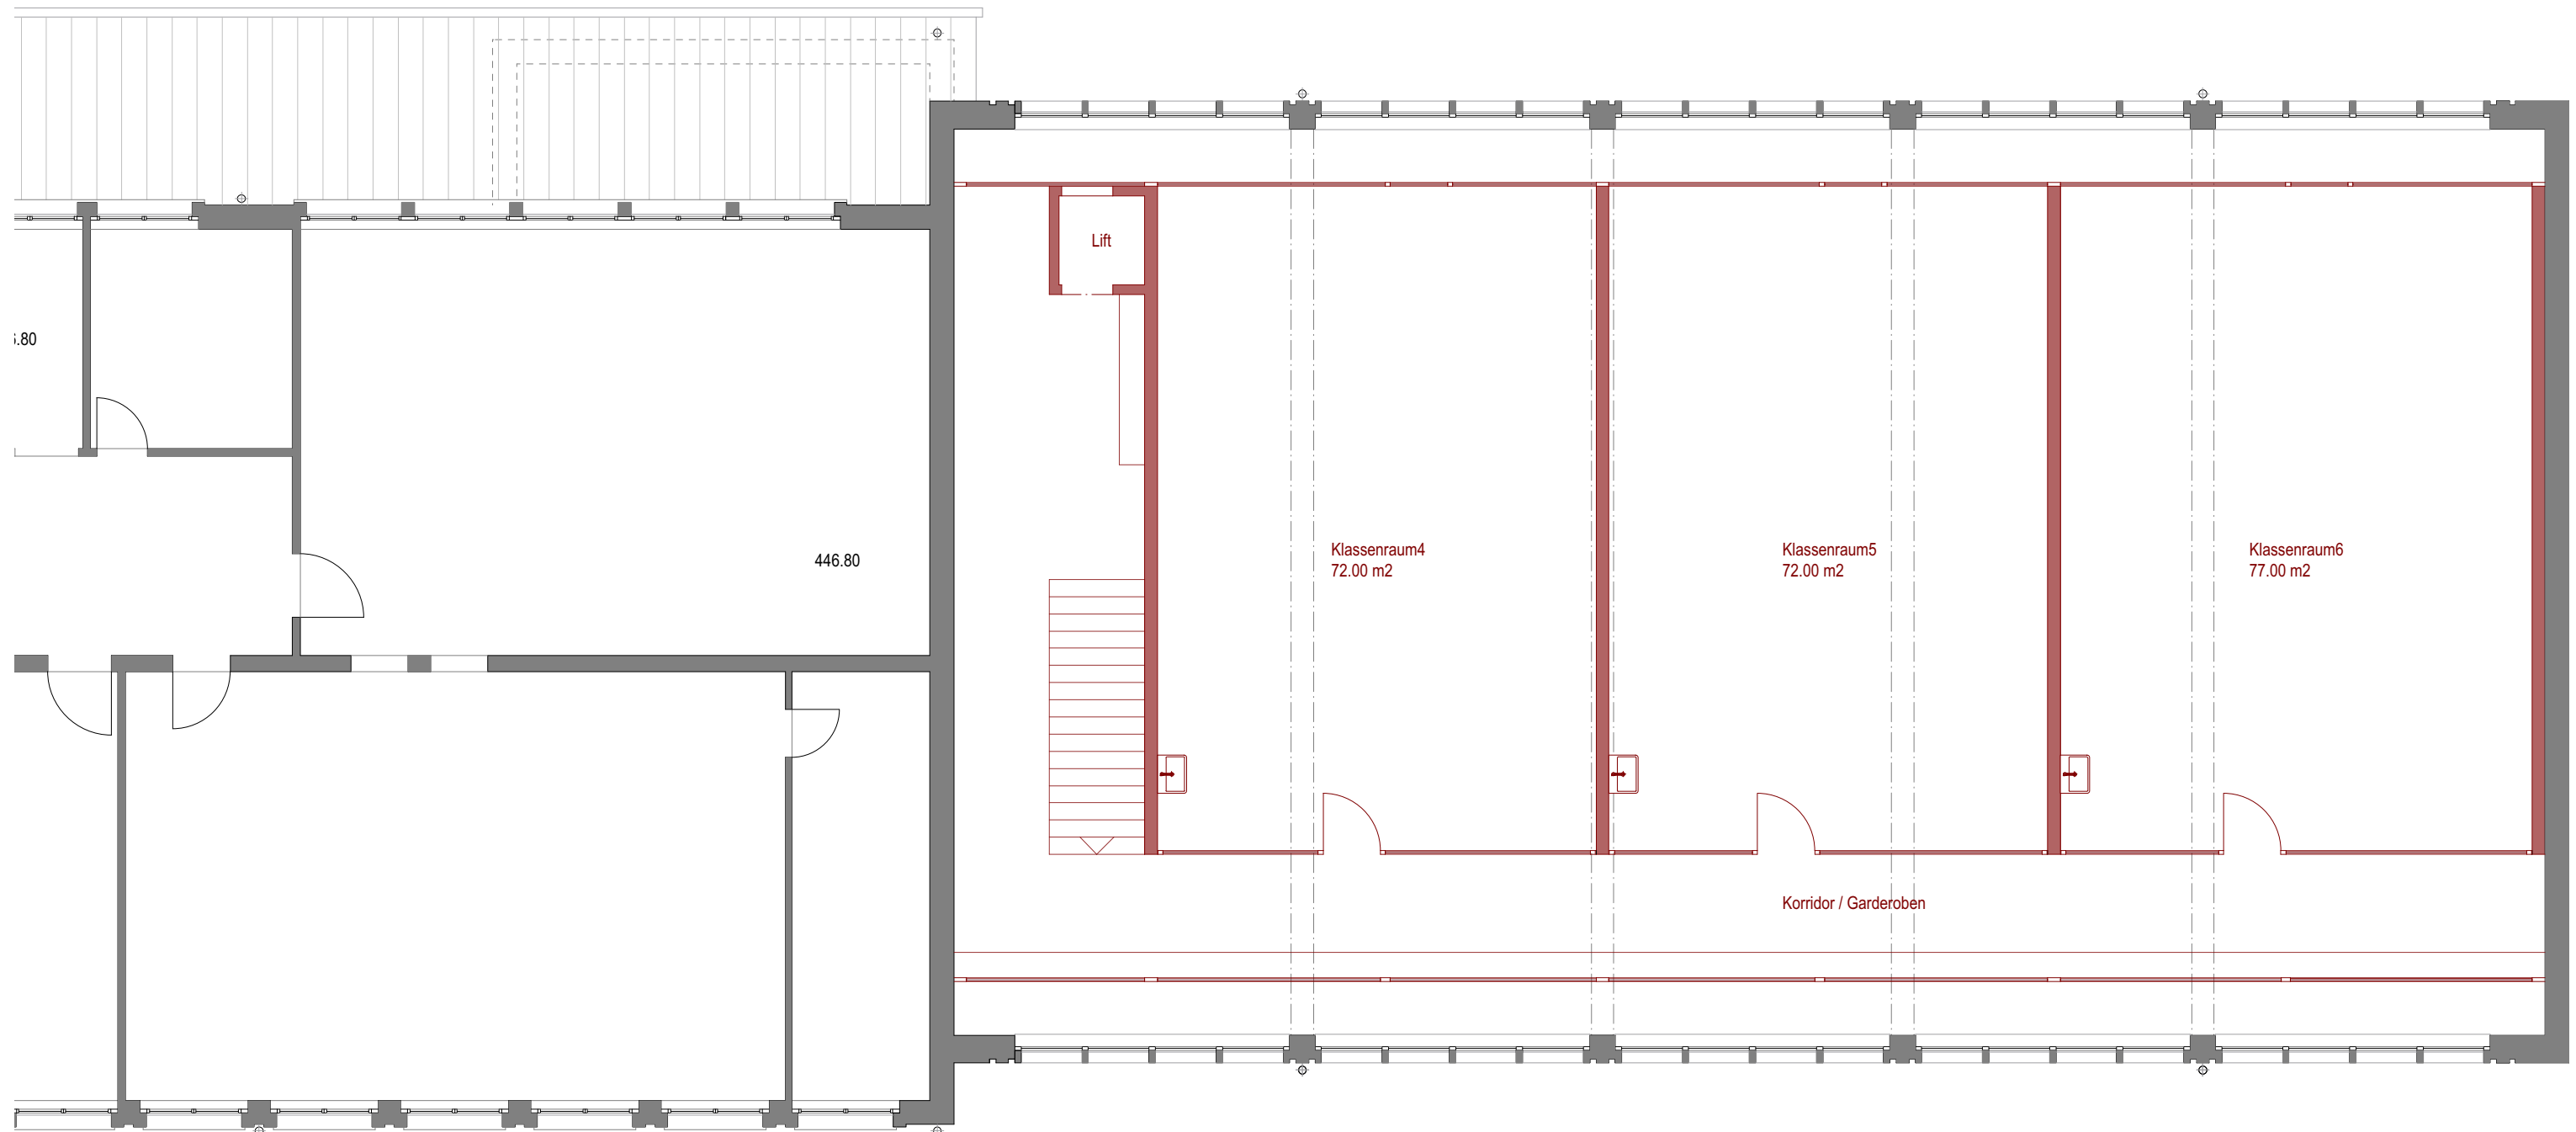 Lift
.80
446.80
Klassenraum4
72.00 m2
Klassenraum5
72.00 m2
Klassenraum6
77.00 m2
Korridor / Garderoben